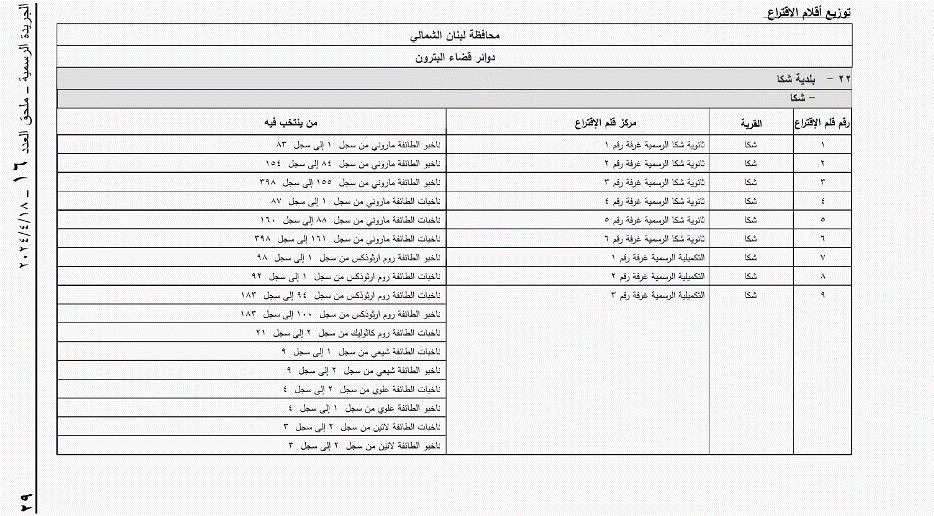 الجريدة الرسمية – ملحق العدد ١٦ – ٢٠٢٤/٤/١٨
توزيع أقلام الاقتراع
محافظة لبنان الشمالي
دوائر قضاء البترون
٢٢ – بلدية شكا
– شكا
رقم قلم الإقتراع القرية مركز قلم الإقتراع من ينتخب فيه
١ شكا ثانوية شكا الرسمية غرفة رقم ١ ناخبو الطائفة ماروني من سجل ١ إلى سجل ٨٣
٢ شكا ثانوية شكا الرسمية غرفة رقم ٢ ناخبو الطائفة ماروني من سجل ٨٤ إلى سجل ١٥٤
٣ شكا ثانوية شكا الرسمية غرفة رقم ٣ ناخبو الطائفة ماروني من سجل ١٥٥ إلى سجل ٣٩٨
٤ شكا ثانوية شكا الرسمية غرفة رقم ٤ ناخبات الطائفة ماروني من سجل ١ إلى سجل ٨٧
٥ شكا ثانوية شكا الرسمية غرفة رقم ٥ ناخبات الطائفة ماروني من سجل ٨٨ إلى سجل ١٦٠
٦ شكا ثانوية شكا الرسمية غرفة رقم ٦ ناخبات الطائفة ماروني من سجل ١٦١ إلى سجل ٣٩٨
٧ شكا التكميلية الرسمية غرفة رقم ١ ناخبو الطائفة روم ارثوذكس من سجل ١ إلى سجل ٩٨
٨ شكا التكميلية الرسمية غرفة رقم ٢ ناخبات الطائفة روم ارثوذكس من سجل ١ إلى سجل ٩٢
٩ شكا التكميلية الرسمية غرفة رقم ٣ ناخبات الطائفة روم ارثوذكس من سجل ٩٤ إلى سجل ١٨٣
ناخبو الطائفة روم ارثوذكس من سجل ١٠٠ إلى سجل ١٨٣
ناخبات الطائفة روم كاثوليك من سجل ٢ إلى سجل ٢١
ناخبات الطائفة شيعي من سجل ١ إلى سجل ٩
ناخبو الطائفة شيعي من سجل ٢ إلى سجل ٩
ناخبات الطائفة علوي من سجل ٢ إلى سجل ٤
ناخبو الطائفة علوي من سجل ١ إلى سجل ٤
ناخبات الطائفة لاتين من سجل ٢ إلى سجل ٣
ناخبو الطائفة لاتين من سجل ٢ إلى سجل ٣
٢٩